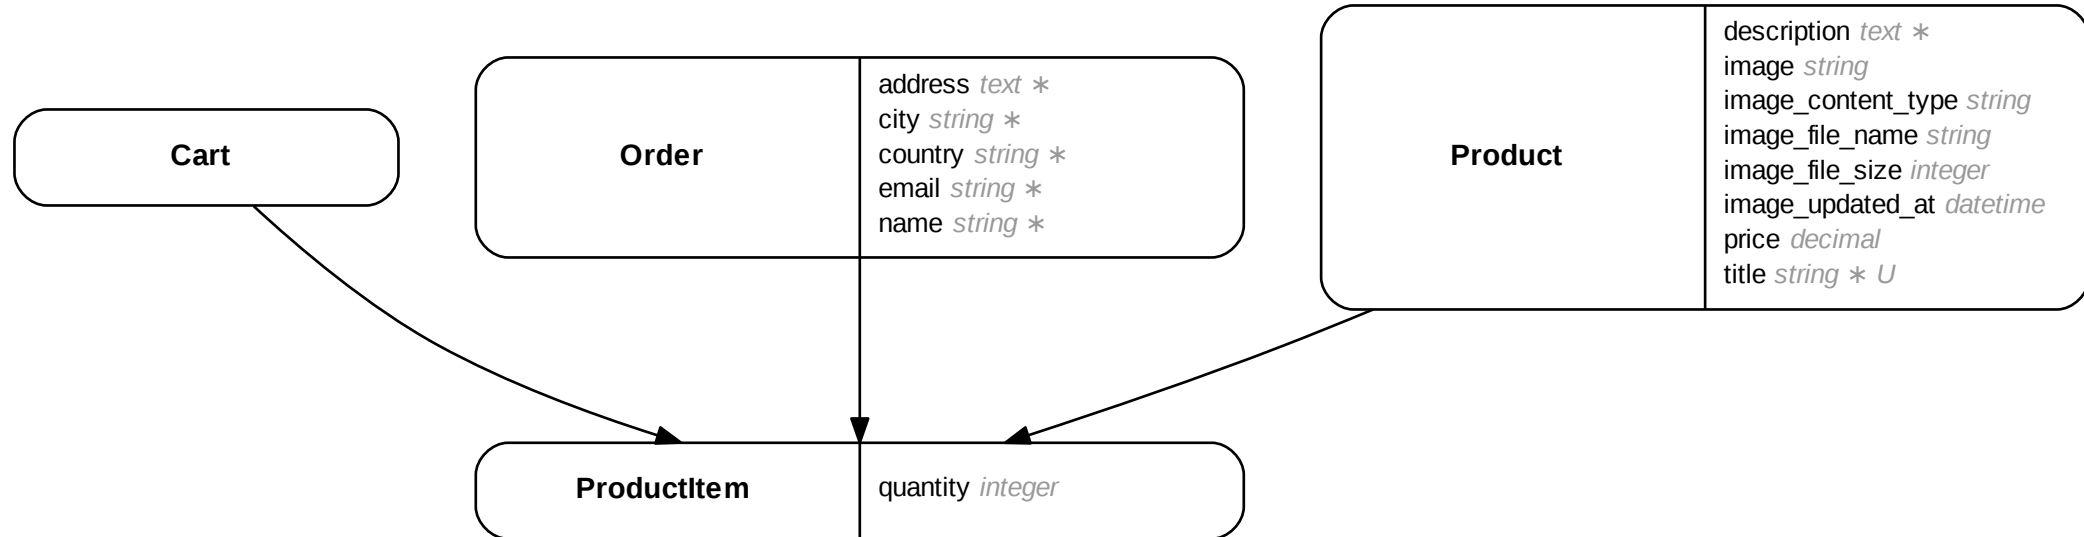 Cart
Order
address text ∗
city string ∗
country string ∗
email string ∗
name string ∗
Product
description text ∗
image string
image_content_type string
image_file_name string
image_file_size integer
image_updated_at datetime
price decimal
title string ∗ U
ProductItem
quantity integer